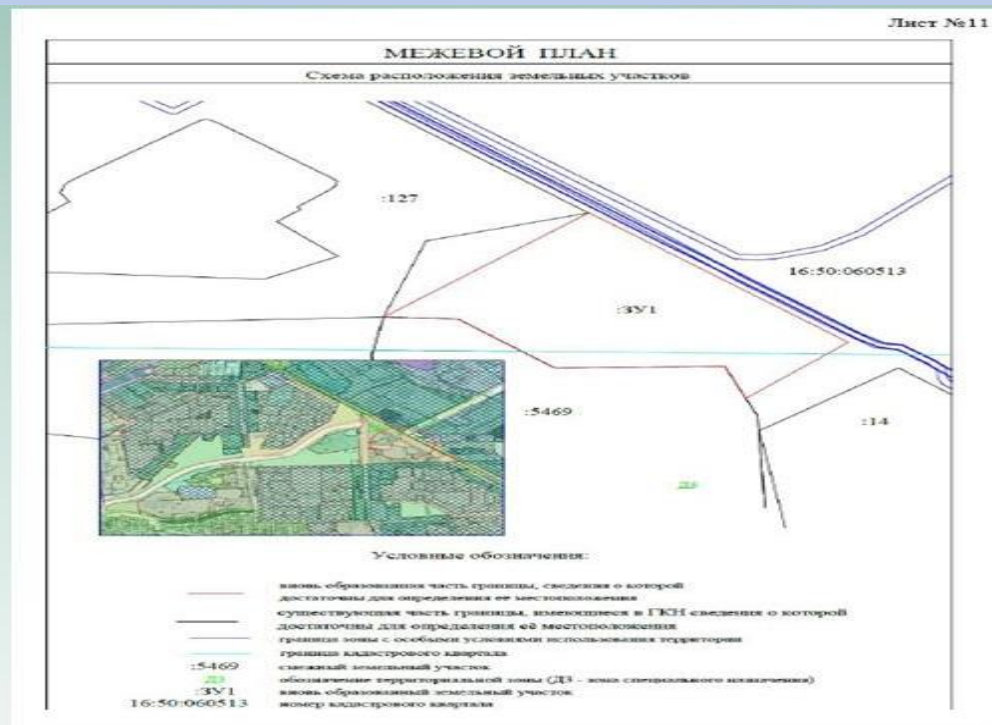 Лист №11
МЕЖЕВОЙ ПЛАН
Схема расположения земельных участков
:127
16:50:060513
:ЗУ1
:5469
:14
Д3
Условные обозначения:
вновь образованная часть границы, сведения о которой
достаточны для определения ее местоположения
существующая часть границы, имеющиеся в ГКН сведения о которой
достаточны для определения её местоположения
граница зоны с особыми условиями использования территории
граница кадастрового квартала
:5469 смежный земельный участок
Д3 обозначение территориальной зоны (Д3 - зона специального назначения)
:ЗУ1 вновь образованный земельный участок
16:50:060513 номер кадастрового квартала